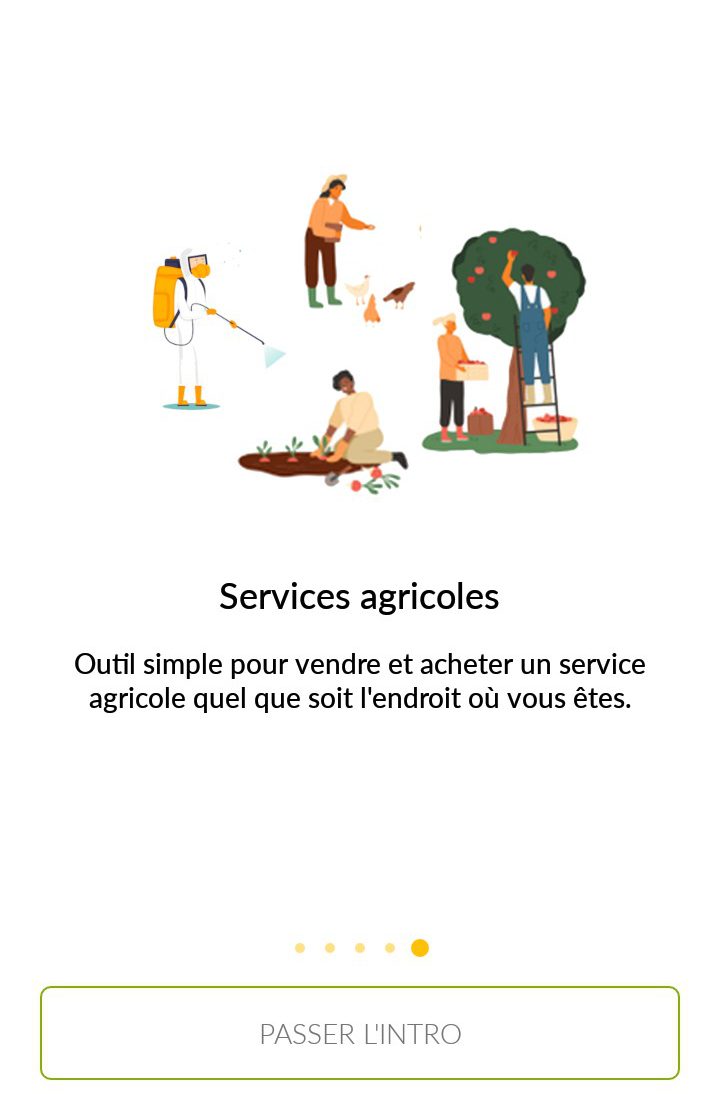 Services agricoles
Outil simple pour vendre et acheter un service
agricole quel que soit l'endroit où vous êtes.
PASSER L'INTRO